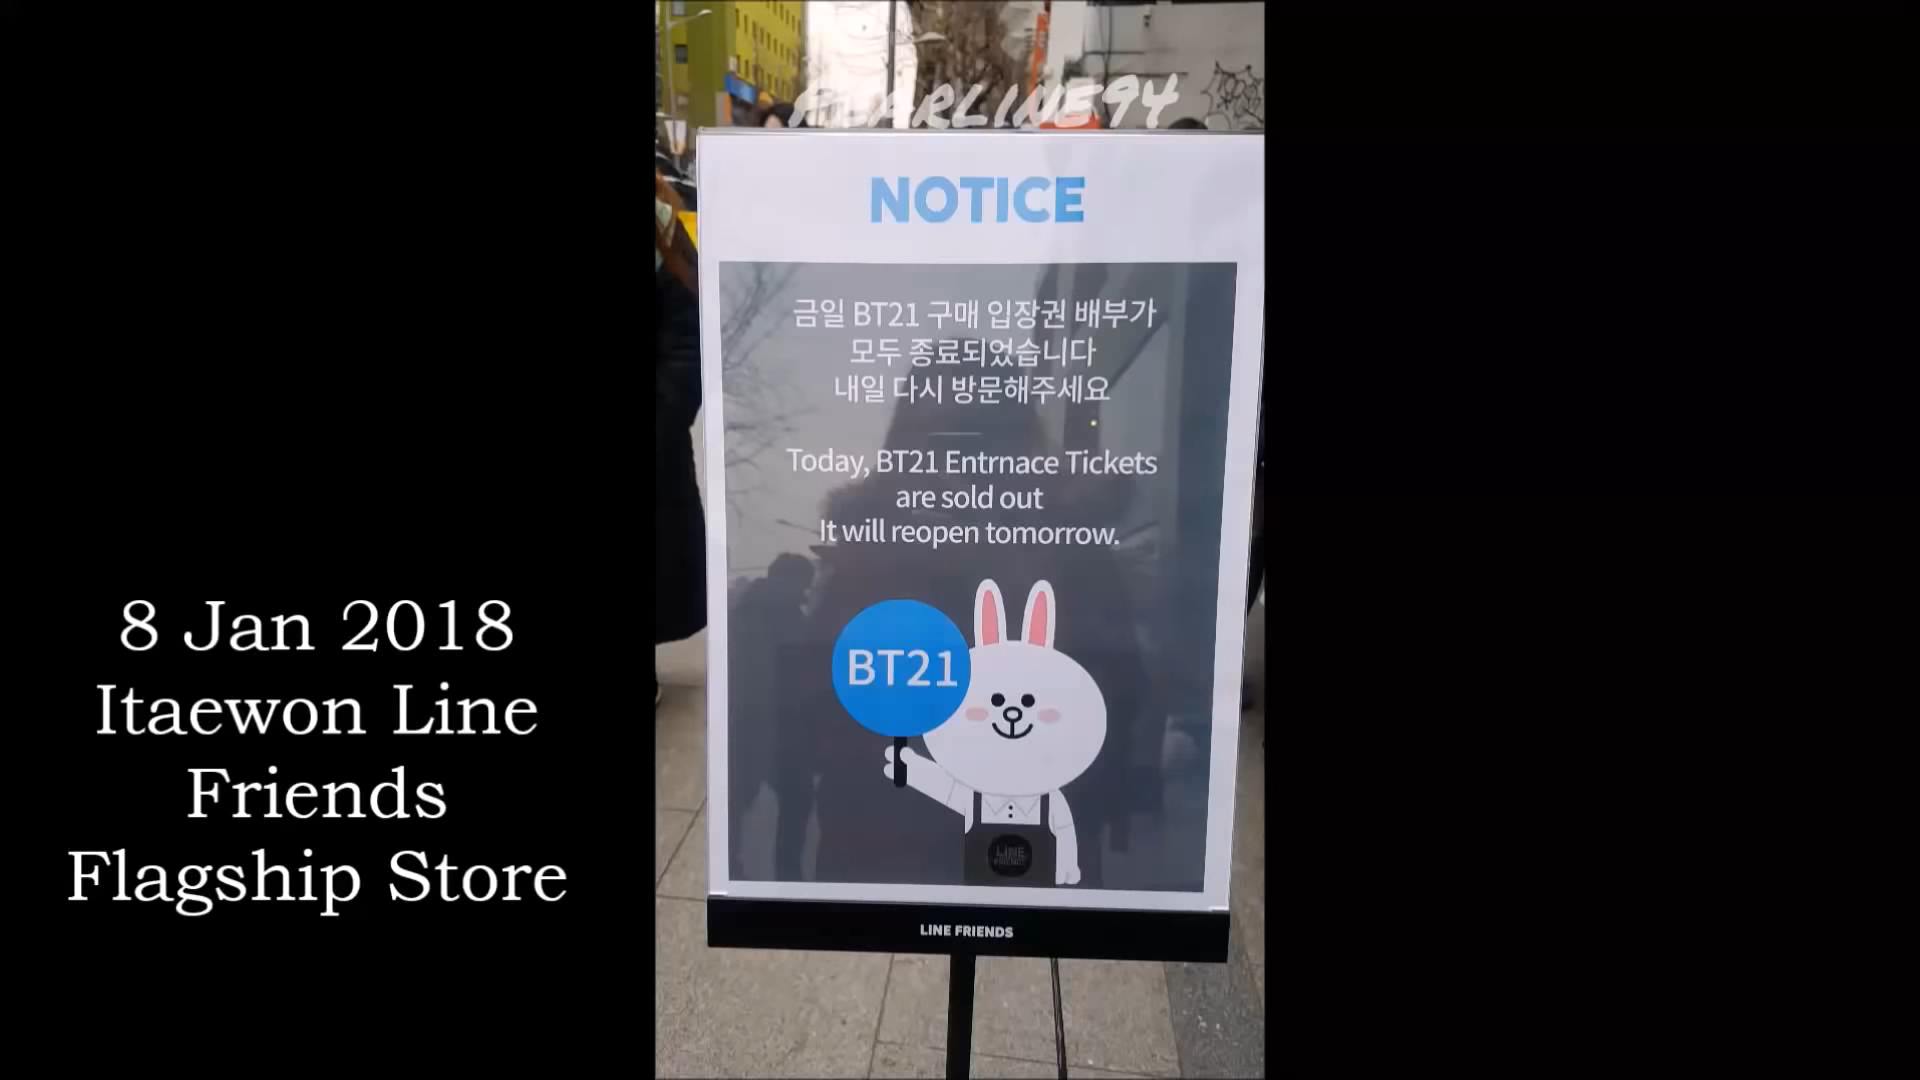 8 Jan 2018
Itaewon Line
Friends
Flagship Store
NOTICE
금일 BT21 구매 입장권 배부가
모두 종료되었습니다
내일 다시 방문해주세요
Today, BT21 Entrnace Tickets
are sold out
It will reopen tomorrow.
BT21
LINE
FRIENDS
LINE FRIENDS